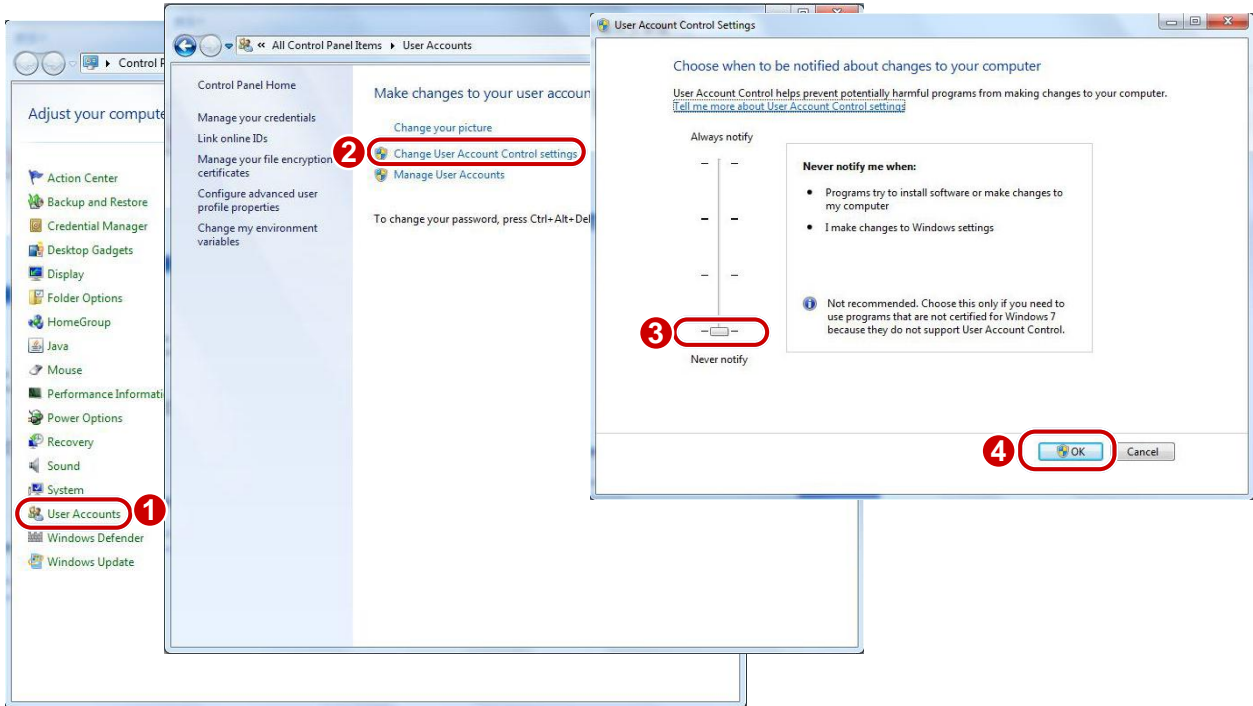 Control P
Adjust your compute
Action Center
Backup and Restore
Credential Manager
Desktop Gadgets
Display
Folder Options
HomeGroup
Java
Mouse
Performance Informati
Power Options
Recovery
Sound
System
User Accounts
1
Windows Defender
Windows Update
« All Control Panel Items ▸ User Accounts
Control Panel Home
Manage your credentials
Link online IDs
Manage your file encryption
certificates
Configure advanced user
profile properties
Change my environment
variables
Make changes to your user accoun
Change your picture
2
Change User Account Control settings
Manage User Accounts
To change your password, press Ctrl+Alt+Del
User Account Control Settings
Choose when to be notified about changes to your computer
User Account Control helps prevent potentially harmful programs from making changes to your computer.
Tell me more about User Account Control settings
Always notify
3
Never notify
Never notify me when:
• Programs try to install software or make changes to
my computer
• I make changes to Windows settings
Not recommended. Choose this only if you need to
use programs that are not certified for Windows 7
because they do not support User Account Control.
4
OK
Cancel